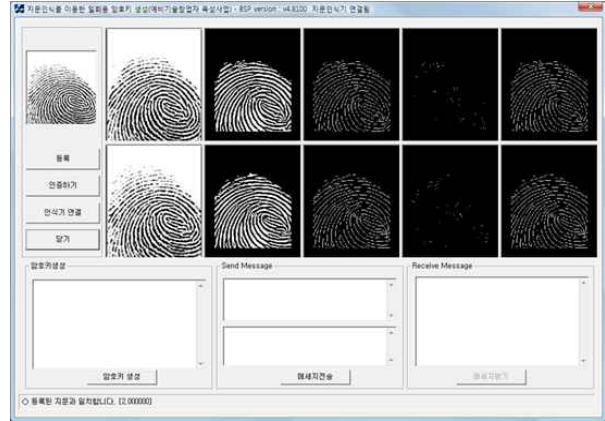 지문인식를 이용한 일회용 암호키 생성(예비기술창업자 육성사업) - BSP version : v4.8100 지문인식기 연결됨
등록
인증하기
인식기 연결
닫기
암호키생성
Send Message
Receive Message
암호키 생성
메세지전송
메세지받기
등록된 지문과 일치합니다. [2,000000]